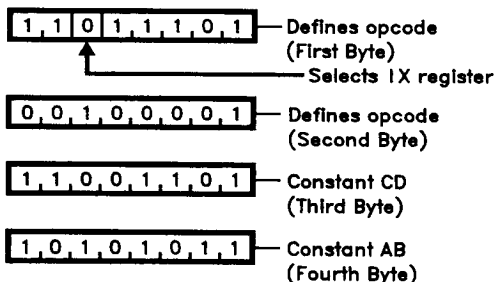 1 1 0 1 1 1 0 1 Defines opcode
(First Byte)
Selects IX register
0 0 1 0 0 0 0 1 Defines opcode
(Second Byte)
1 1 0 0 1 1 0 1 Constant CD
(Third Byte)
1 0 1 0 1 0 1 1 Constant AB
(Fourth Byte)